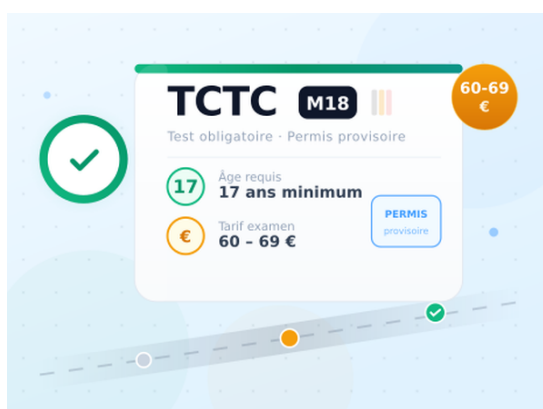 TCTC M18
60-69
€
Test obligatoire · Permis provisoire
17
Âge requis
17 ans minimum
€
Tarif examen
60 – 69 €
PERMIS
provisoire